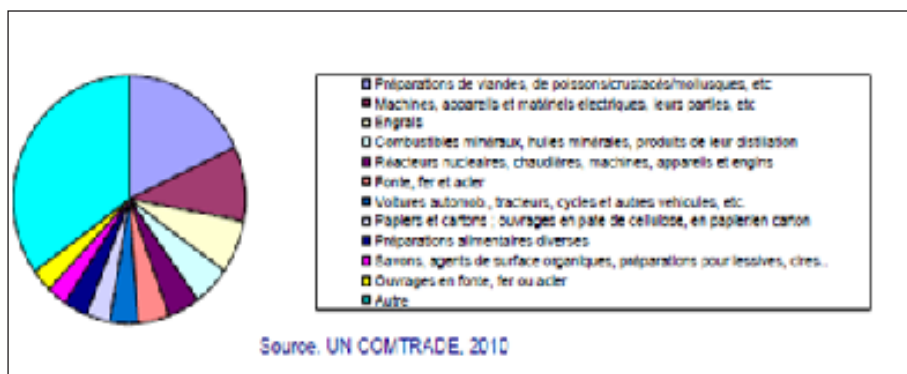 Préparations de viandes, de poissons/crustacés/mollusques, etc
Machines, appareils et matériels électriques, leurs parties, etc
Engrais
Combustibles minéraux, huiles minérales, produits de leur distillation
Réacteurs nucléaires, chaudières, machines, appareils et engins
Fonte, fer et acier
Voitures automob., tracteurs, cycles et autres véhicules, etc.
Papiers et cartons ; ouvrages en pate de cellulose, en papier/en carton
Préparations alimentaires diverses
Savons, agents de surface organiques, préparations pour lessives, cires..
Ouvrages en fonte, fer ou acier
Autre
Source. UN COMTRADE, 2010